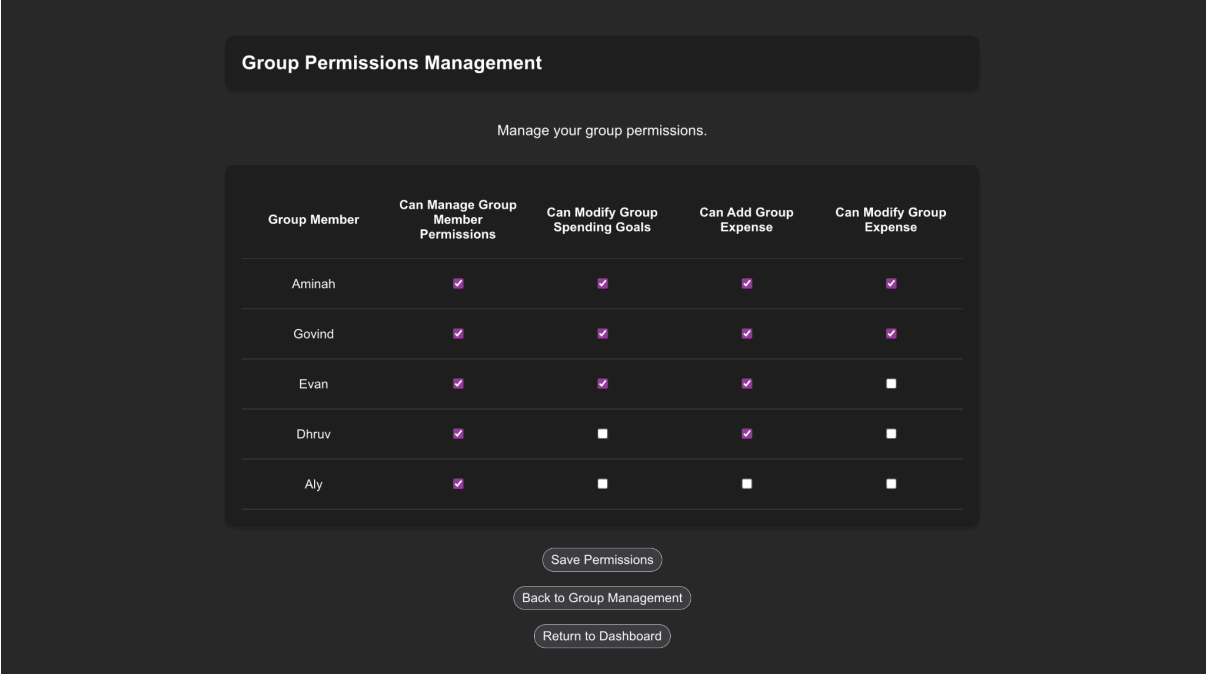 Group Permissions Management
Manage your group permissions.
Group Member
Can Manage Group
Member
Permissions
Can Modify Group
Spending Goals
Can Add Group
Expense
Can Modify Group
Expense
Aminah
Govind
Evan
Dhruv
Aly
Save Permissions
Back to Group Management
Return to Dashboard